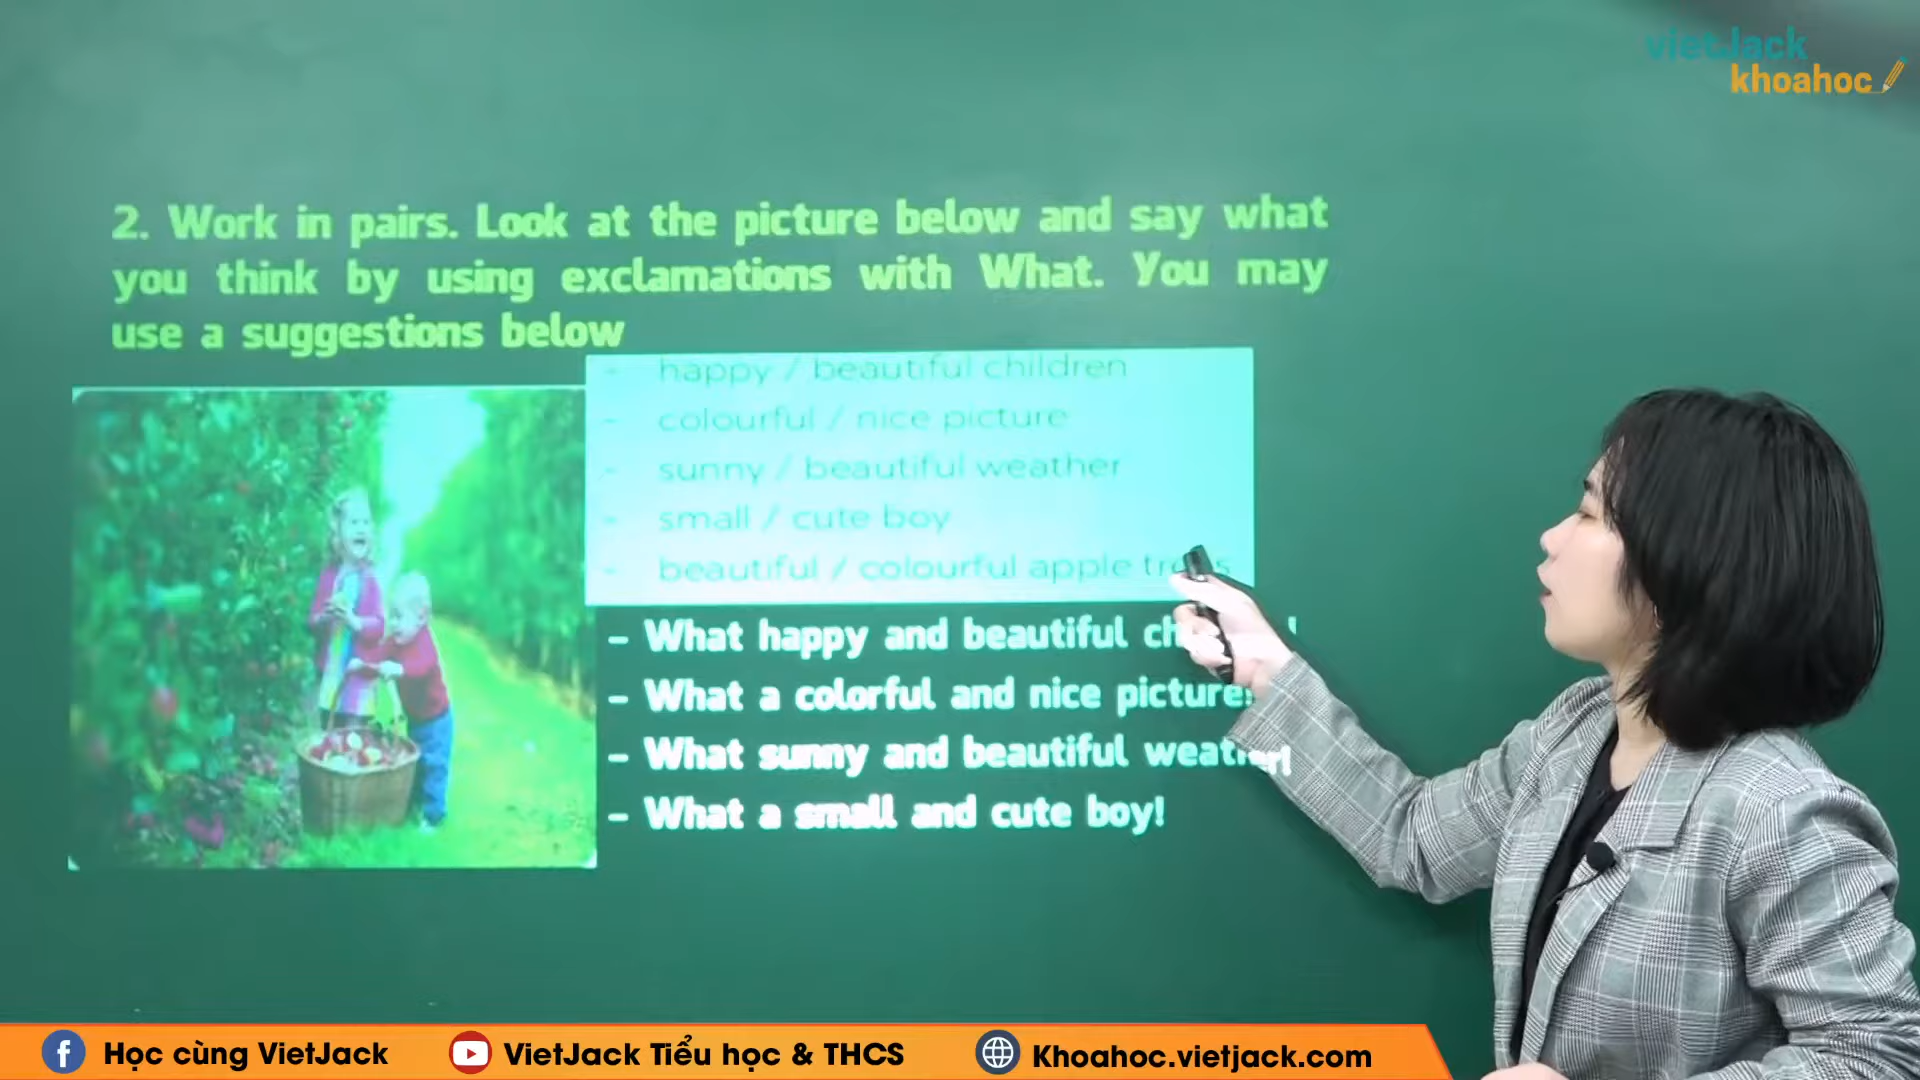 vietJack
khoahoc
2. Work in pairs. Look at the picture below and say what
you think by using exclamations with What. You may
use a suggestions below
- happy / beautiful children
- colourful / nice picture
- sunny / beautiful weather
- small / cute boy
- beautiful / colourful apple
- What happy and beautiful
- What a colorful and nice picture!
- What sunny and beautiful
- What a small and cute boy!
Học cùng VietJack
VietJack Tiểu học & THCS
Khoahoc.vietjack.com